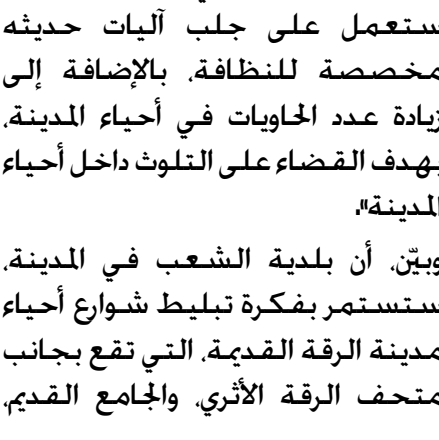 ستعمل على جلب آليات حديثه
مخصصة للنظافة، بالإضافة إلى
زيادة عدد الحاويات في أحياء المدينة،
بهدف القضاء على التلوث داخل أحياء
المدينة".
وبيّن، أن بلدية الشعب في المدينة،
ستستمر بفكرة تبليط شوارع أحياء
مدينة الرقة القديمة، التي تقع بجانب
متحف الرقة الأثري، والجامع القديم،